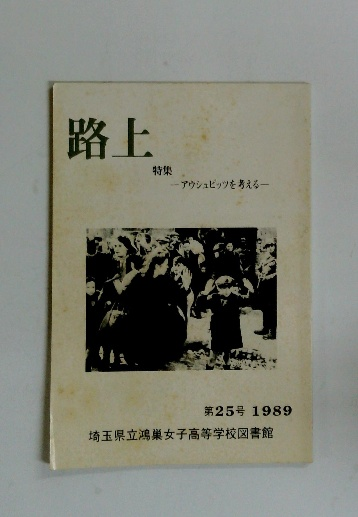 路上
特集
―アウシュビッツを考える―
第25号 1989
埼玉県立鴻巣女子高等学校図書館